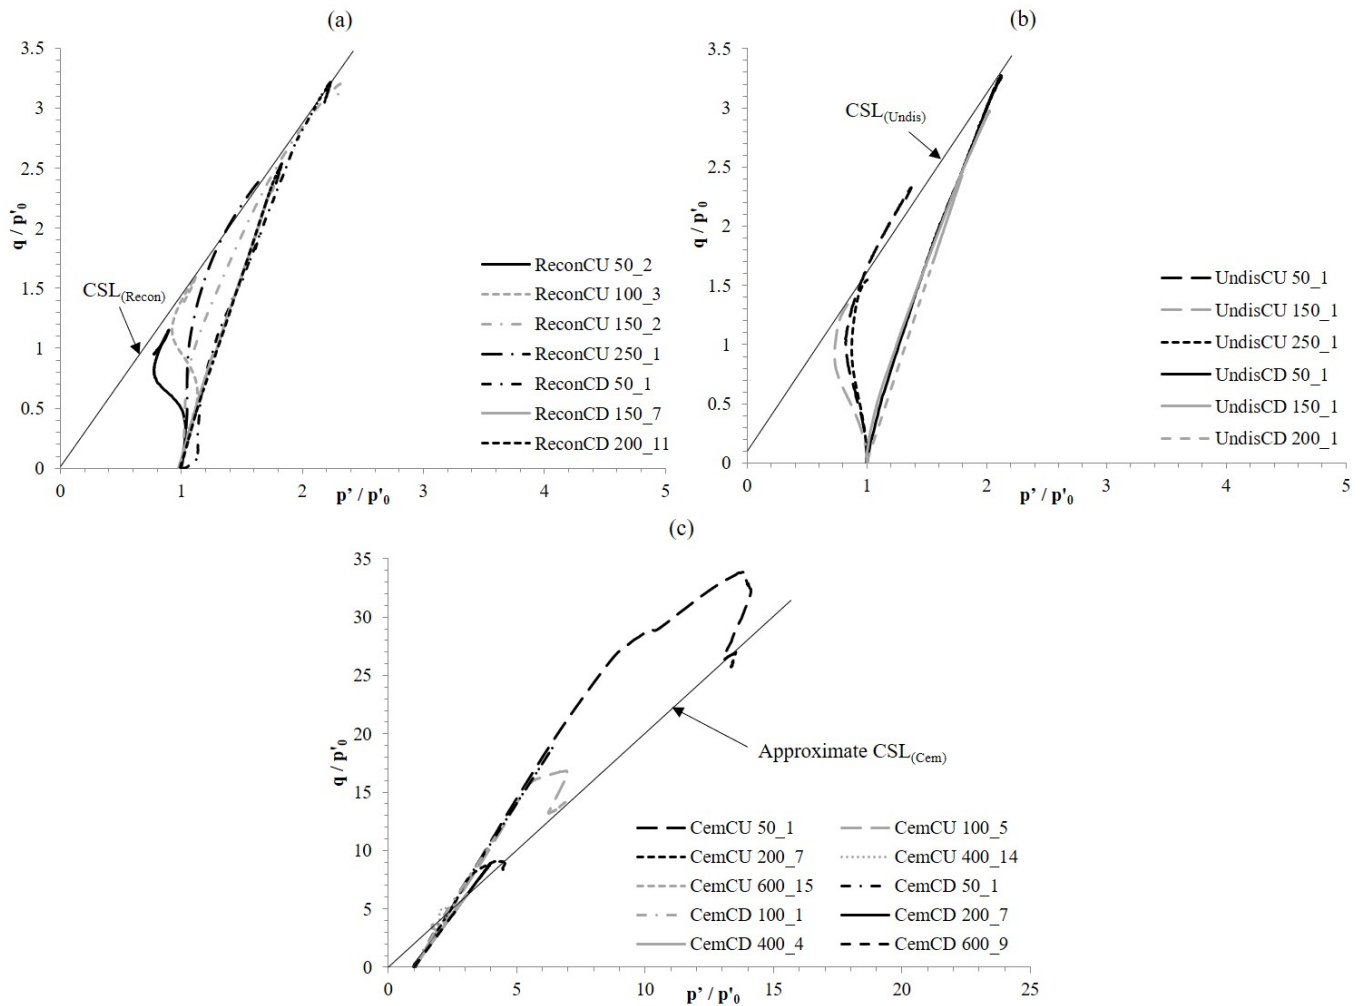 (a)
3.5
3
2.5
2
1.5
1
0.5
0
q / p'₀
CSL(Recon)
ReconCU 50_2
ReconCU 100_3
ReconCU 150_2
ReconCU 250_1
ReconCD 50_1
ReconCD 150_7
ReconCD 200_11
0 1 2 3 4 5
p' / p'₀
(b)
3.5
3
2.5
2
1.5
1
0.5
0
q / p'₀
CSL(Undis)
UndisCU 50_1
UndisCU 150_1
UndisCU 250_1
UndisCD 50_1
UndisCD 150_1
UndisCD 200_1
0 1 2 3 4 5
p' / p'₀
(c)
35
30
25
20
15
10
5
0
q / p'₀
Approximate CSL(Cem)
CemCU 50_1 CemCU 100_5
CemCU 200_7 CemCU 400_14
CemCU 600_15 CemCD 50_1
CemCD 100_1 CemCD 200_7
CemCD 400_4 CemCD 600_9
0 5 10 15 20 25
p' / p'₀